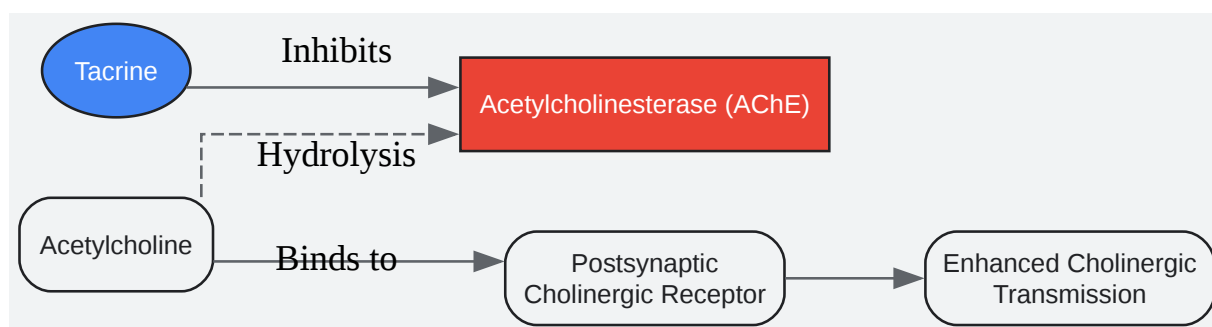 Inhibits
Tacrine
Acetylcholinesterase (AChE)
Hydrolysis
Acetylcholine
Binds to
Postsynaptic
Cholinergic Receptor
Enhanced Cholinergic
Transmission